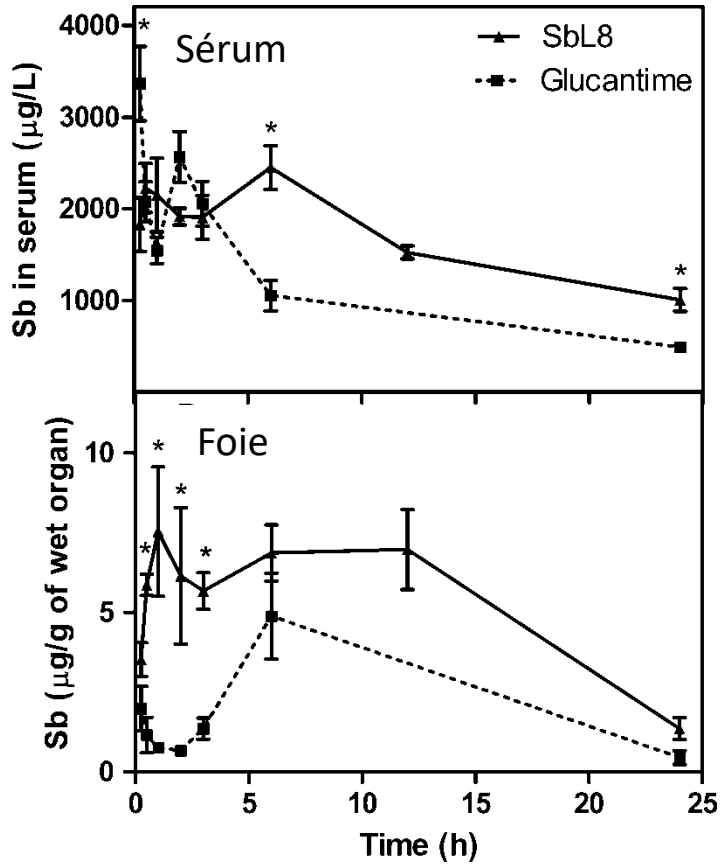 Sérum
SbL8
Glucantime
*
*
*
4000
3000
2000
1000
Sb in serum (μg/L)
Foie
*
*
*
*
10
5
0
Sb (μg/g of wet organ)
0 5 10 15 20 25
Time (h)